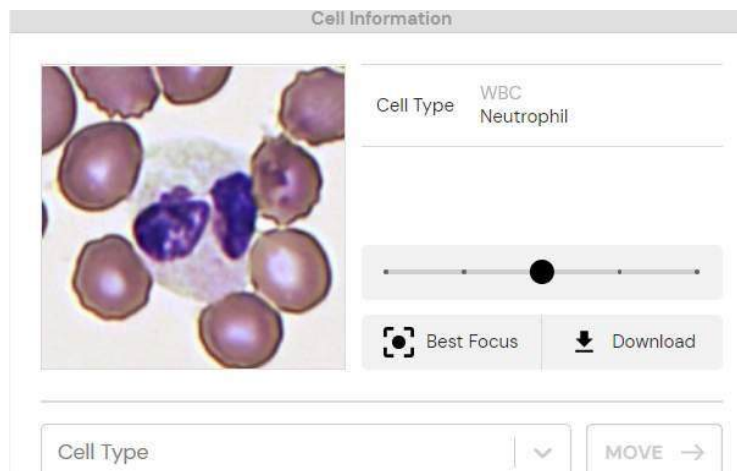 Cell Information
Cell Type
WBC
Neutrophil
Best Focus
Download
Cell Type
MOVE